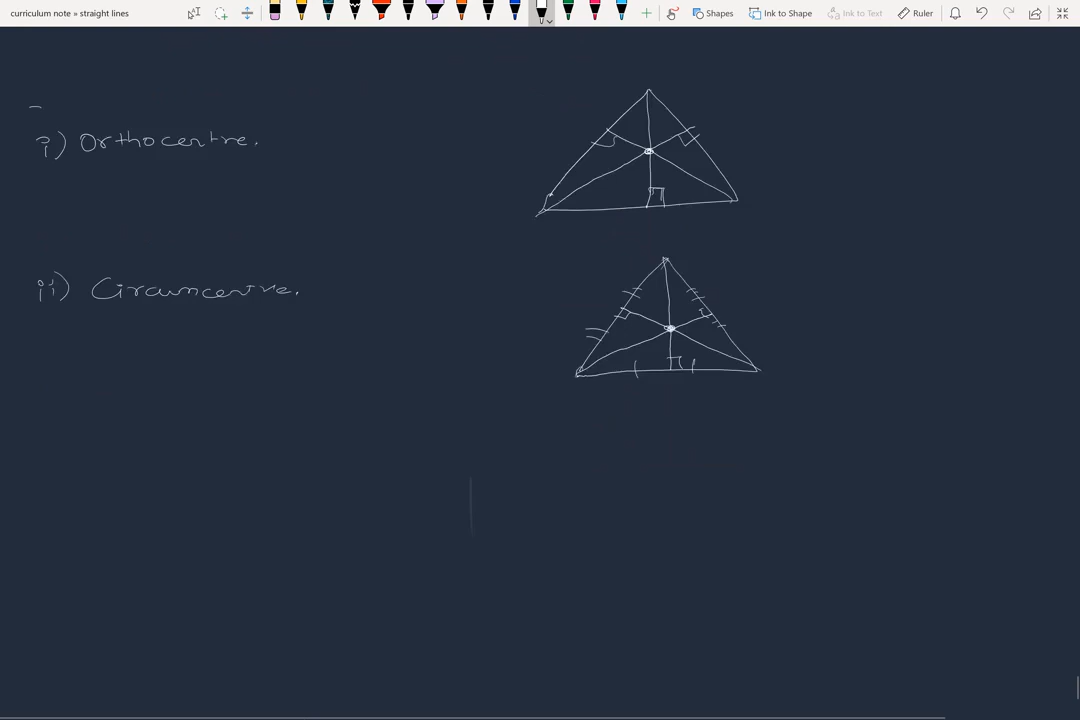 curriculum note » straight lines
Shapes
Ink to Shape
Ink to Text
Ruler
i) Orthocentre.
ii) Circumcentre.